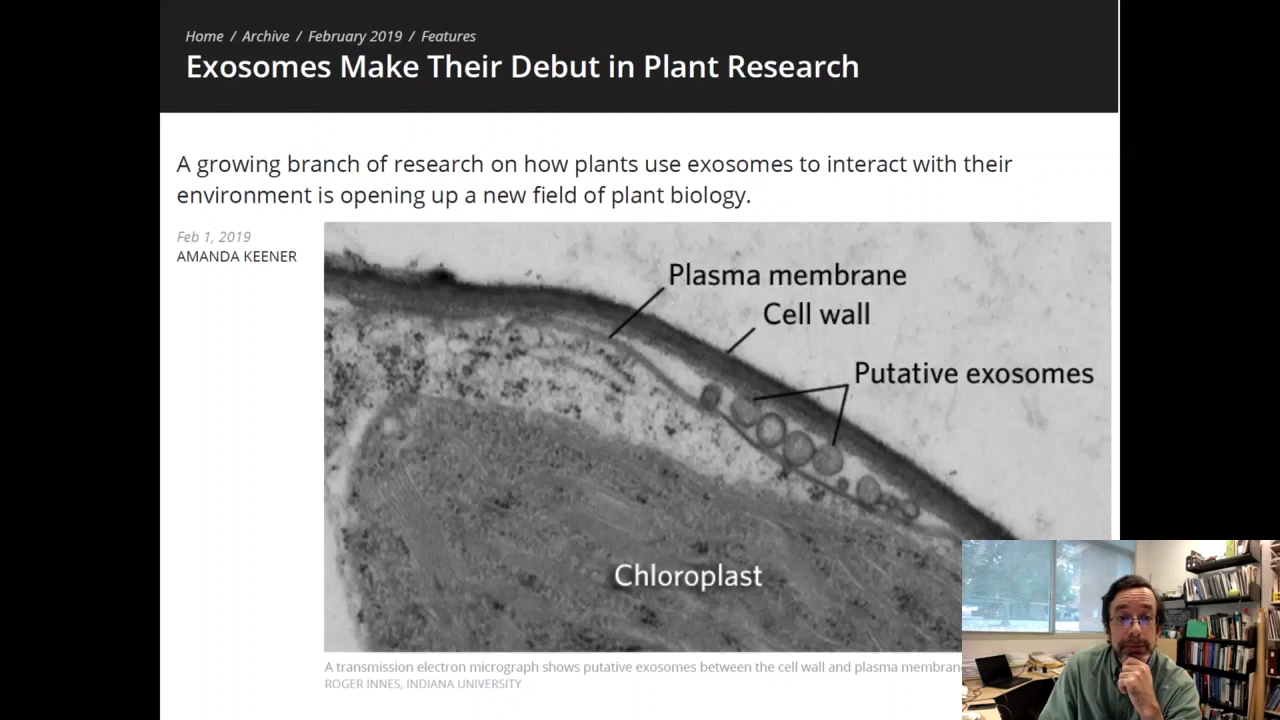 Home / Archive / February 2019 / Features
Exosomes Make Their Debut in Plant Research
A growing branch of research on how plants use exosomes to interact with their
environment is opening up a new field of plant biology.
Feb 1, 2019
AMANDA KEENER
Plasma membrane
Cell wall
Putative exosomes
Chloroplast
A transmission electron micrograph shows putative exosomes between the cell wall and plasma membran
ROGER INNES, INDIANA UNIVERSITY